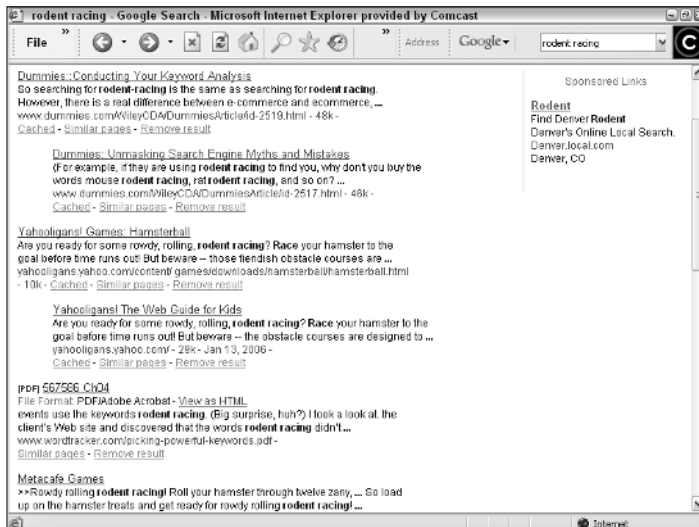 rodent racing - Google Search - Microsoft Internet Explorer provided by Comcast
File » » Address Google rodent racing
Dummies::Conducting Your Keyword Analysis
So searching for rodent-racing is the same as searching for rodent racing.
However, there is a real difference between e-commerce and ecommerce, ...
www.dummies.com/WileyCDA/DummiesArticle/id-2519.html - 48k -
Cached - Similar pages - Remove result
Dummies: Unmasking Search Engine Myths and Mistakes
(For example, if they are using rodent racing to find you, why don't you buy the
words mouse rodent racing, rat rodent racing, and so on? ...
www.dummies.com/WileyCDA/DummiesArticle/id-2517.html - 46k -
Cached - Similar pages - Remove result
Yahooligans! Games: Hamsterball
Are you ready for some rowdy, rolling, rodent racing? Race your hamster to the
goal before time runs out! But beware -- those fiendish obstacle courses are ...
yahooligans.yahoo.com/content/ games/downloads/hamsterball/hamsterball.html
- 10k - Cached - Similar pages - Remove result
Yahooligans! The Web Guide for Kids
Are you ready for some rowdy, rolling, rodent racing? Race your hamster to the
goal before time runs out! But beware -- the obstacle courses are designed to ...
yahooligans.yahoo.com/ - 28k - Jan 13, 2006 -
Cached - Similar pages - Remove result
[PDF] 567586 Ch04
File Format: PDF/Adobe Acrobat - View as HTML
events use the keywords rodent racing. (Big surprise, huh?) I took a look at, the
client's Web site and discovered that the words rodent racing didn't ...
www.wordtracker.com/picking-powerful-keywords.pdf -
Similar pages - Remove result
Metacafe Games
>>Rowdy rolling rodent racing! Roll your hamster through twelve zany, ... So load
up on the hamster treats and get ready for rowdy rolling rodent racing! ...
Sponsored Links
Rodent
Find Denver Rodent
Denver's Online Local Search.
Denver.local.com
Denver, CO
Internet